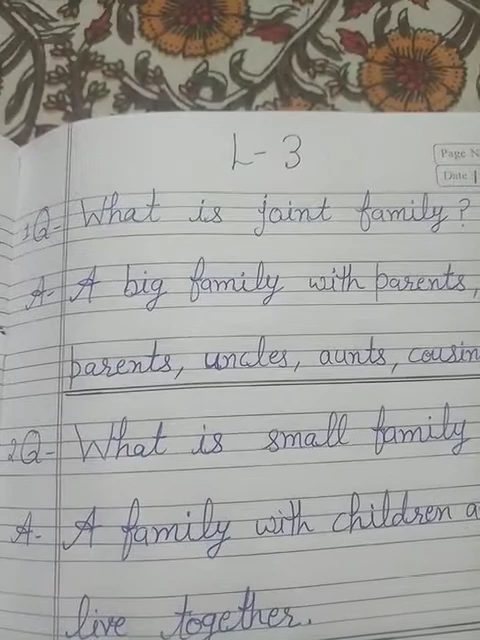 L-3
Page N
Date
1Q- What is joint family?
A- A big family with parents,
parents, uncles, aunts, cousin
2Q- What is small family
A- A family with children a
live together.